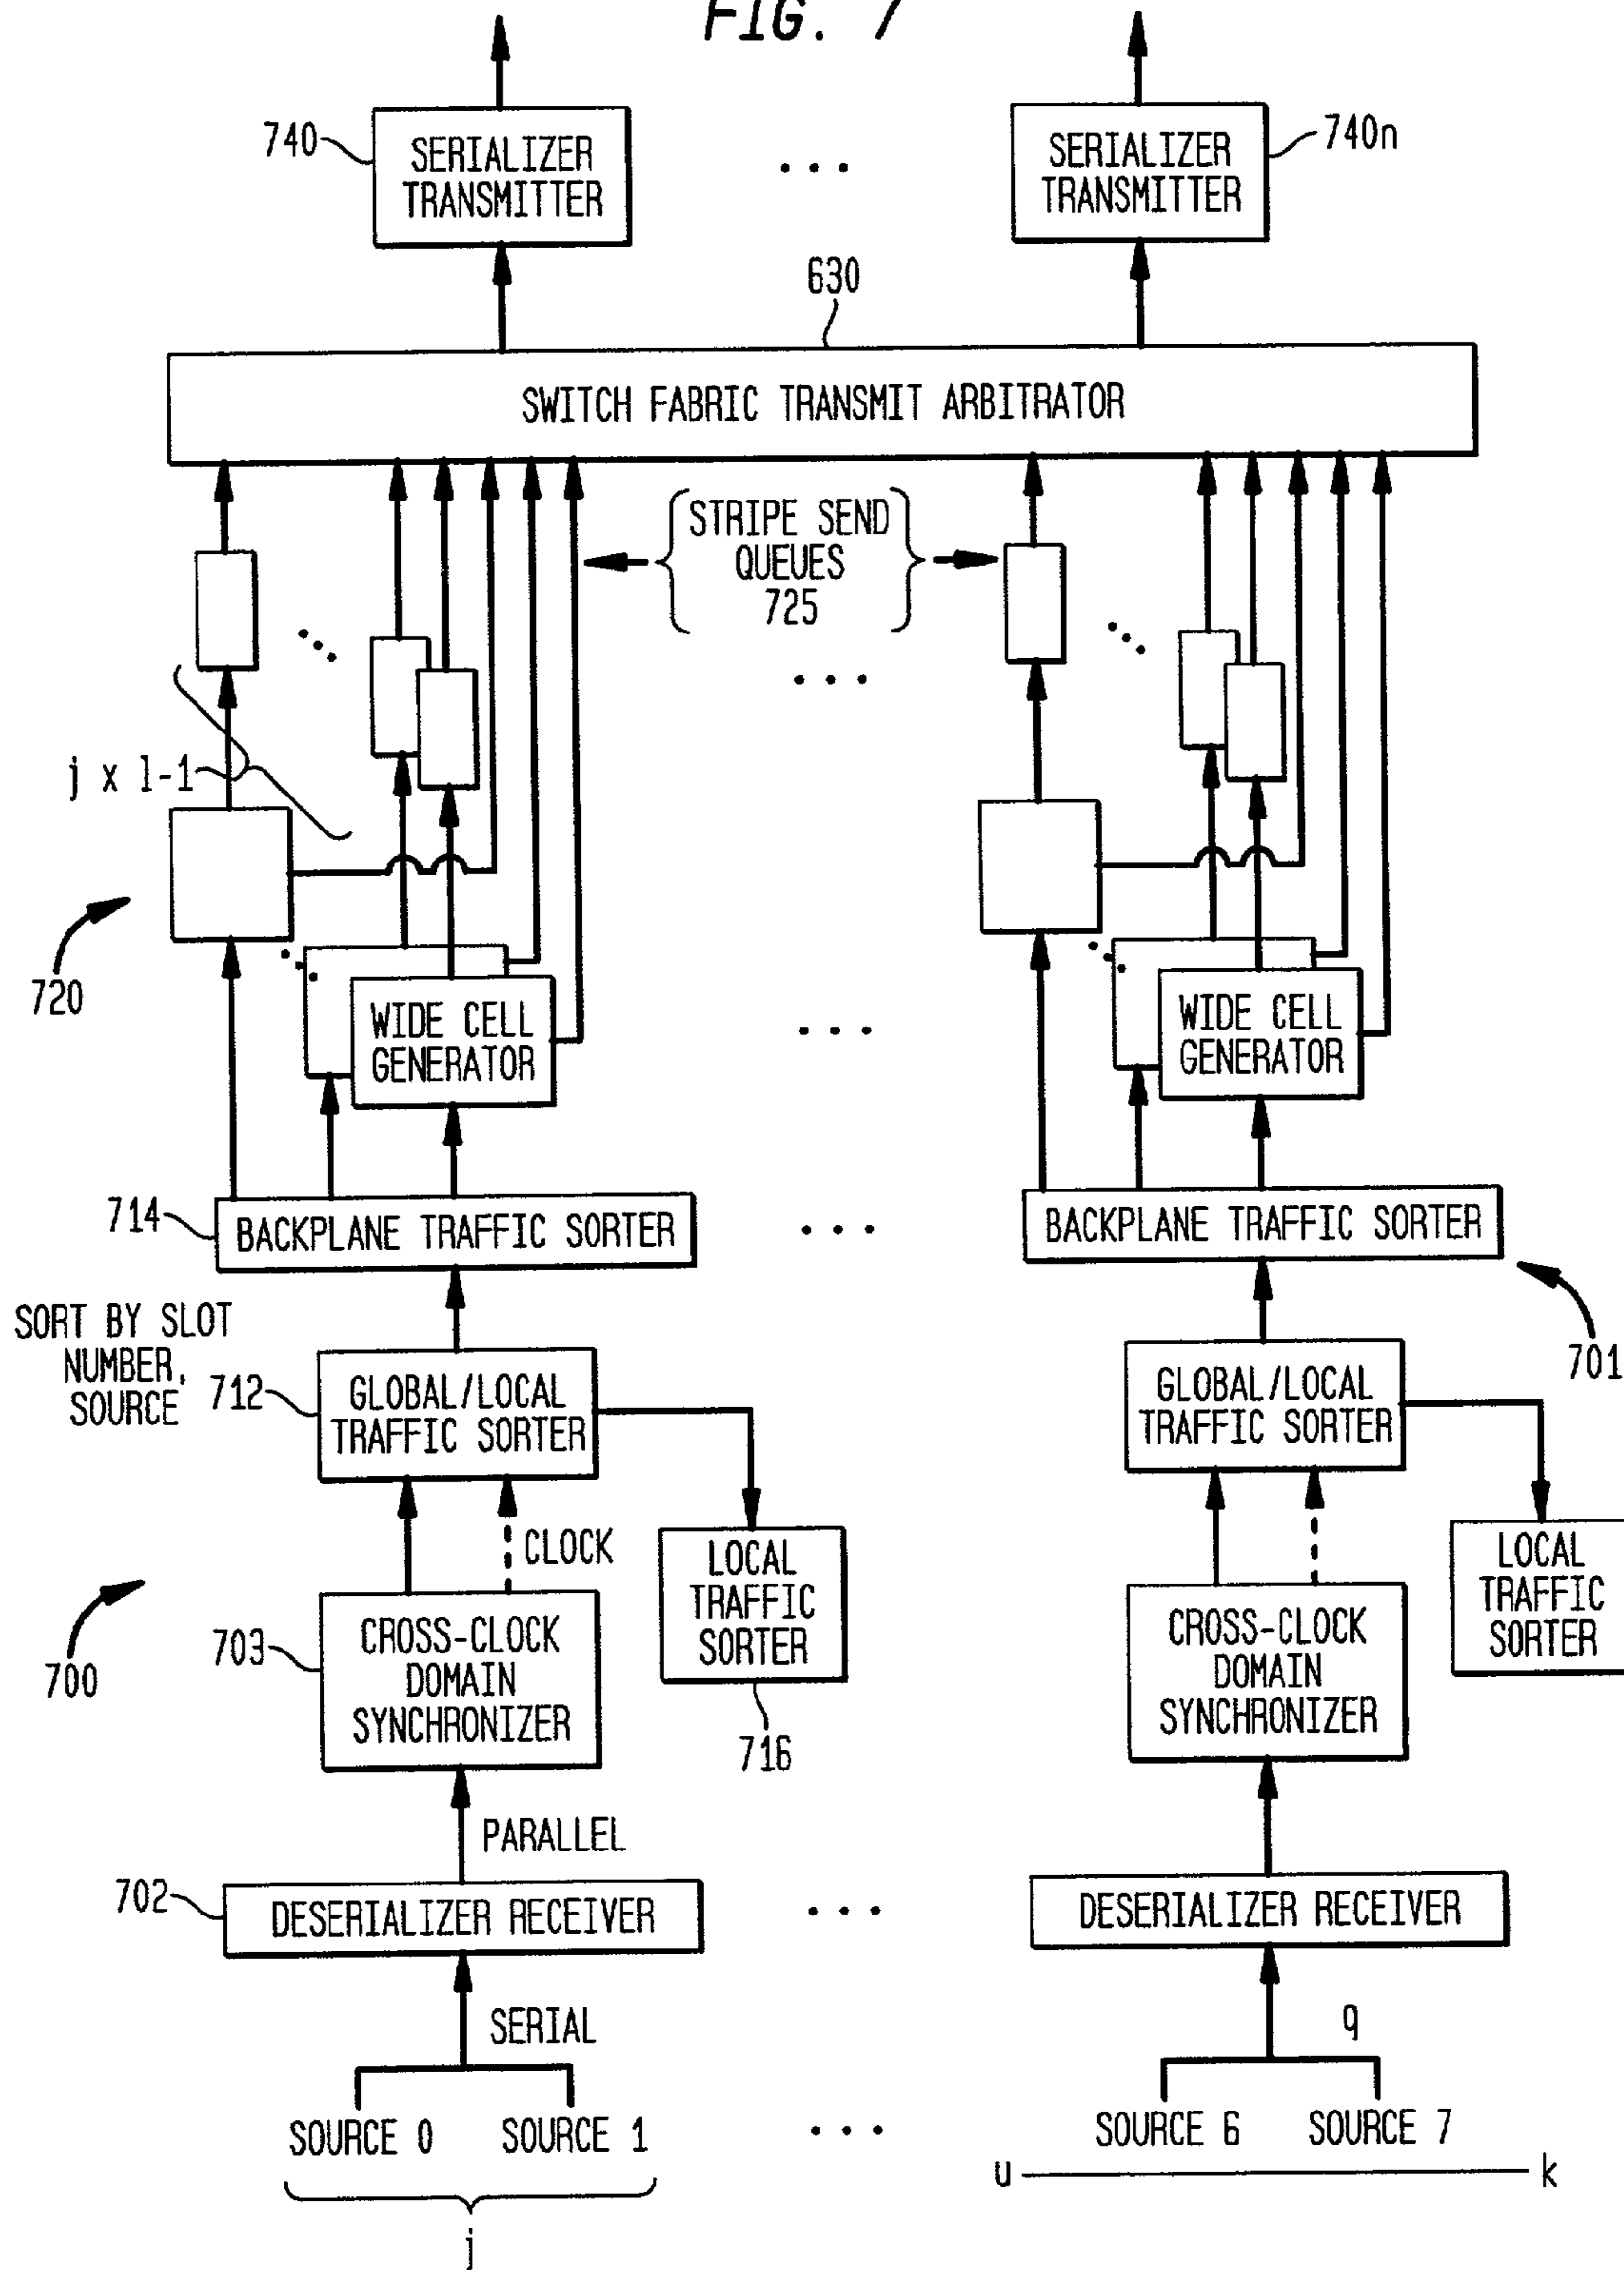 FIG. 7
740
SERIALIZER
TRANSMITTER
...
SERIALIZER
TRANSMITTER
740n
630
SWITCH FABRIC TRANSMIT ARBITRATOR
STRIPE SEND
QUEUES
725
...
j x l-1
720
WIDE CELL
GENERATOR
...
WIDE CELL
GENERATOR
714
BACKPLANE TRAFFIC SORTER
...
BACKPLANE TRAFFIC SORTER
701
SORT BY SLOT
NUMBER,
SOURCE
712
GLOBAL/LOCAL
TRAFFIC SORTER
GLOBAL/LOCAL
TRAFFIC SORTER
CLOCK
LOCAL
TRAFFIC
SORTER
716
LOCAL
TRAFFIC
SORTER
700
703
CROSS-CLOCK
DOMAIN
SYNCHRONIZER
CROSS-CLOCK
DOMAIN
SYNCHRONIZER
PARALLEL
702
DESERIALIZER RECEIVER
...
DESERIALIZER RECEIVER
SERIAL
q
SOURCE 0
SOURCE 1
...
SOURCE 6
SOURCE 7
j
u
k